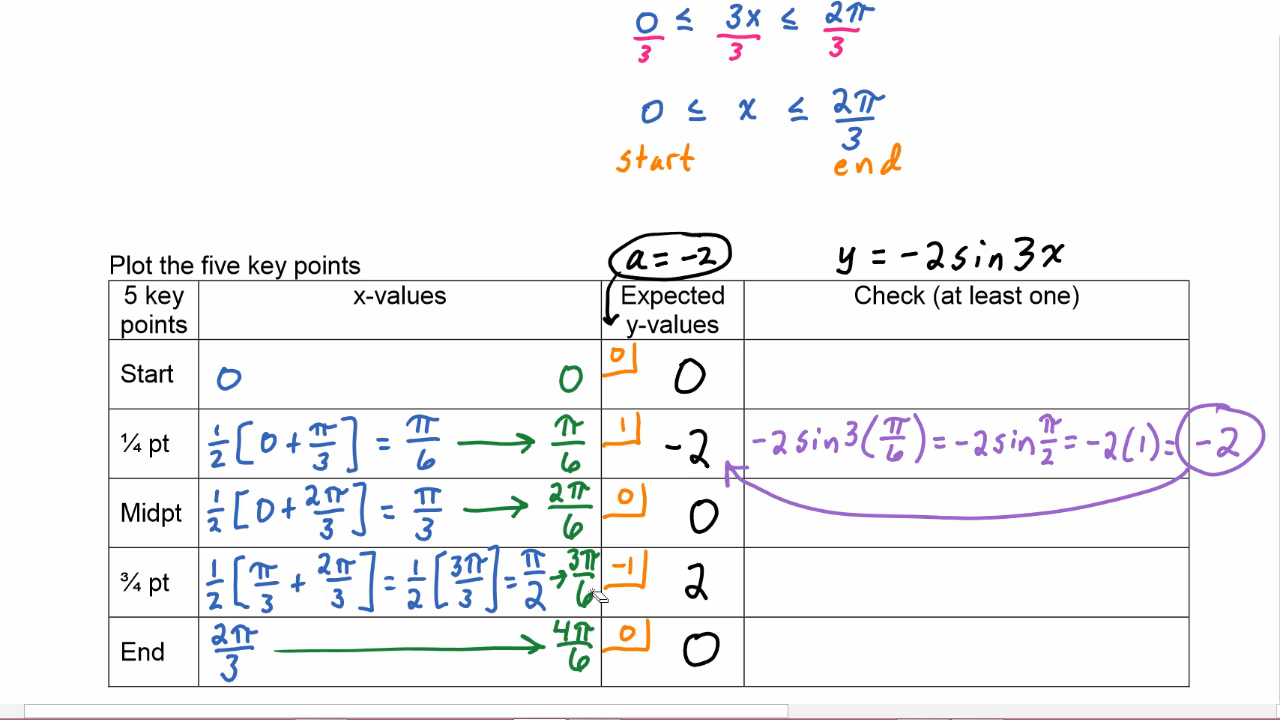 0/3 ≤ 3x/3 ≤ 2π/3
0 ≤ x ≤ 2π/3
start end
Plot the five key points a = -2 y = -2sin3x
5 key points x-values Expected y-values Check (at least one)
Start 0 0 0 0
¼ pt 1/2[0 + π/3] = π/6 → π/6 1 -2 -2sin3(π/6) = -2sin π/2 = -2(1) = -2
Midpt 1/2[0 + 2π/3] = π/3 → 2π/6 0 0
¾ pt 1/2[π/3 + 2π/3] = 1/2[3π/3] = π/2 → 3π/6 -1 2
End 2π/3 → 4π/6 0 0